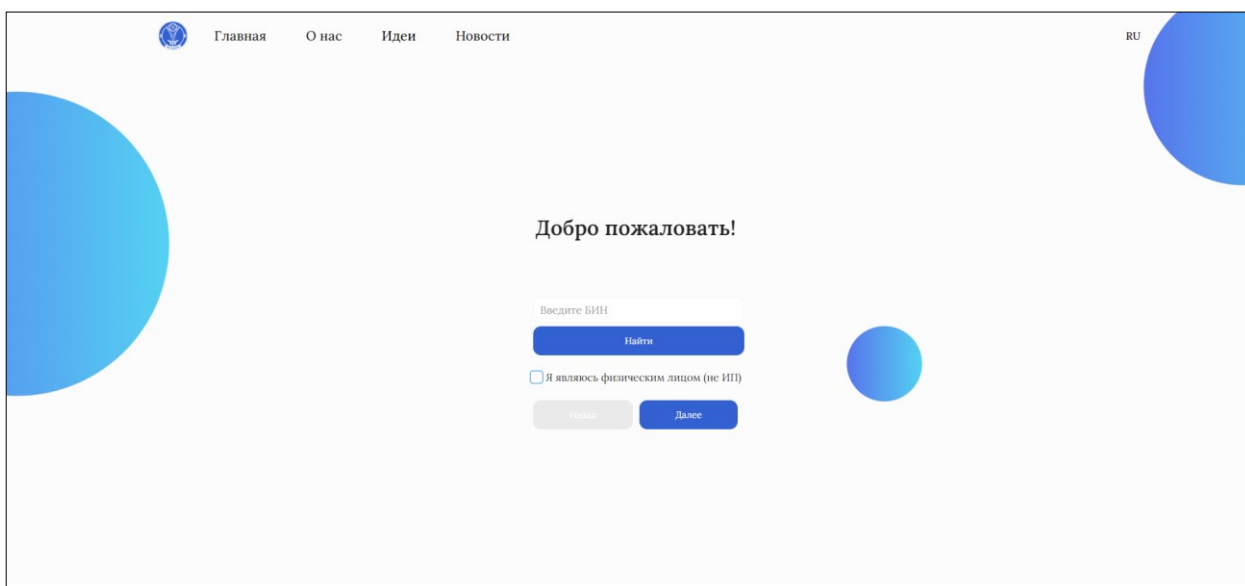 Главная О нас Идеи Новости RU
Добро пожаловать!
Введите БИН
Найти
Я являюсь физическим лицом (не ИП)
Назад Далее